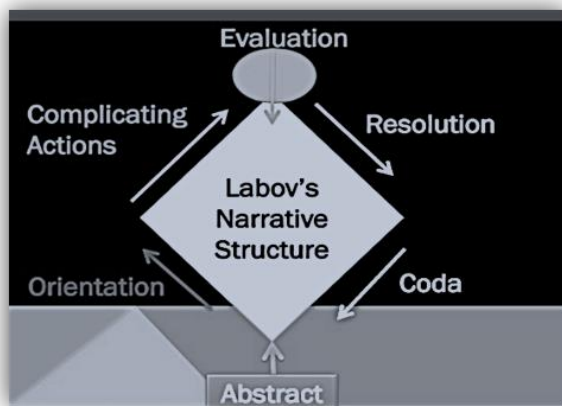 Evaluation
Complicating
Actions
Resolution
Labov's
Narrative
Structure
Orientation
Coda
Abstract